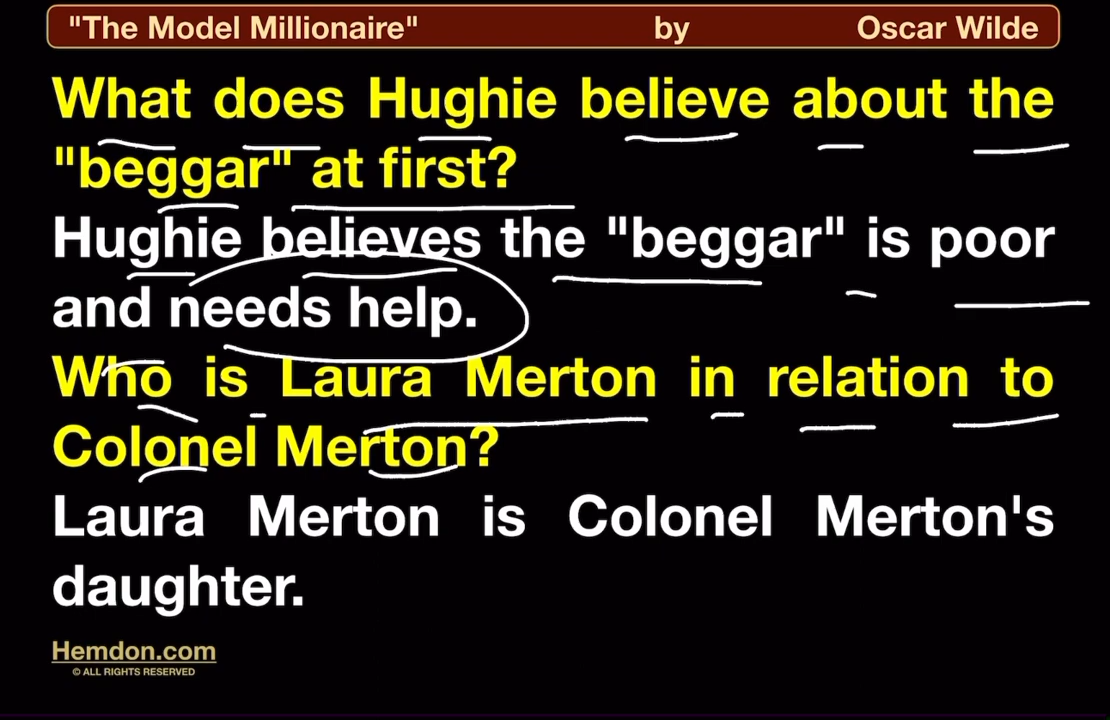 "The Model Millionaire" by Oscar Wilde
What does Hughie believe about the
"beggar" at first?
Hughie believes the "beggar" is poor
and needs help.
Who is Laura Merton in relation to
Colonel Merton?
Laura Merton is Colonel Merton's
daughter.
Hemdon.com
© ALL RIGHTS RESERVED